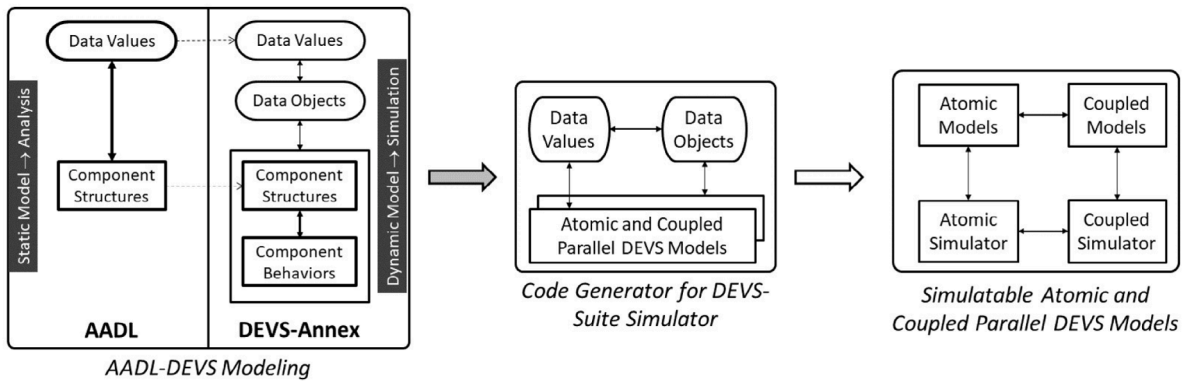 Static Model → Analysis
Data Values
Component
Structures
AADL
Data Values
Data Objects
Component
Structures
Component
Behaviors
DEVS-Annex
Dynamic Model → Simulation
AADL-DEVS Modeling
Data
Values
Data
Objects
Atomic and Coupled
Parallel DEVS Models
Code Generator for DEVS-
Suite Simulator
Atomic
Models
Coupled
Models
Atomic
Simulator
Coupled
Simulator
Simulatable Atomic and
Coupled Parallel DEVS Models